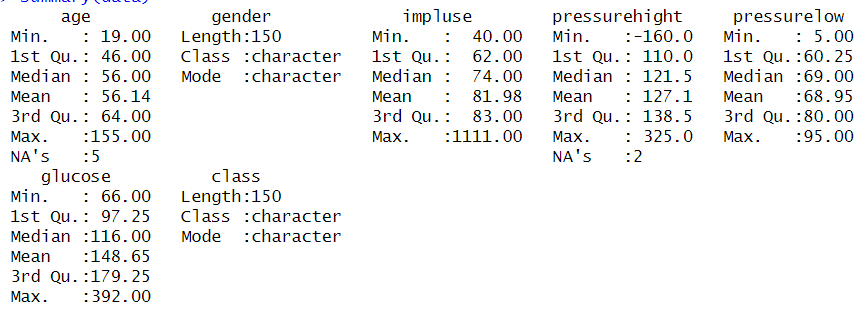 > summary(data)
      age            gender             impluse        pressurehight     pressurelow   
 Min.   : 19.00   Length:150         Min.   :  40.00   Min.   :-160.0   Min.   : 5.00  
 1st Qu.: 46.00   Class :character   1st Qu.:  62.00   1st Qu.: 110.0   1st Qu.:60.25  
 Median : 56.00   Mode  :character   Median :  74.00   Median : 121.5   Median :69.00  
 Mean   : 56.14                      Mean   :  81.98   Mean   : 127.1   Mean   :68.95  
 3rd Qu.: 64.00                      3rd Qu.:  83.00   3rd Qu.: 138.5   3rd Qu.:80.00  
 Max.   :155.00                      Max.   :1111.00   Max.   : 325.0   Max.   :95.00  
 NA's   :5                                             NA's   :2                       
    glucose          class          
 Min.   : 66.00   Length:150        
 1st Qu.: 97.25   Class :character  
 Median :116.00   Mode  :character  
 Mean   :148.65                     
 3rd Qu.:179.25                     
 Max.   :392.00